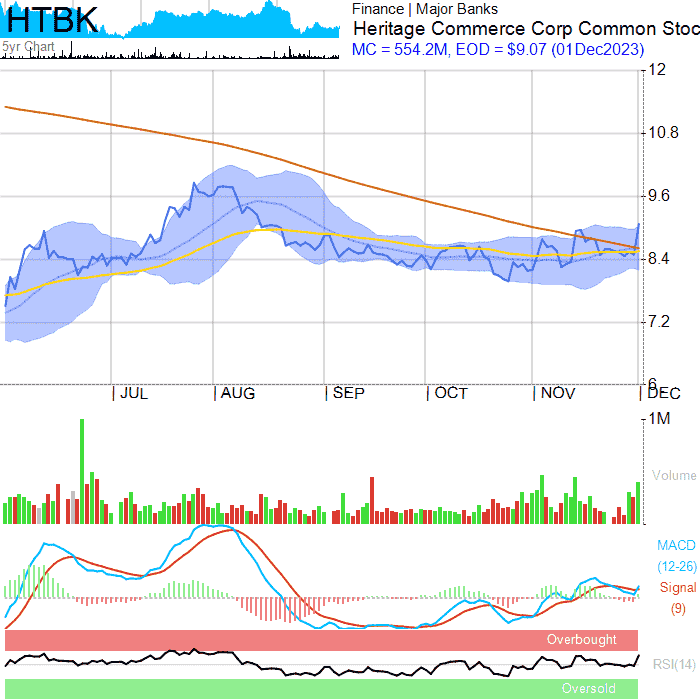 HTBK
5yr Chart
Finance | Major Banks
Heritage Commerce Corp Common Stoc
MC = 554.2M, EOD = $9.07 (01Dec2023)
12
10.8
9.6
8.4
7.2
6
| JUL | AUG | SEP | OCT | NOV | DEC
1M
Volume
MACD
(12-26)
Signal
(9)
Overbought
RSI(14)
Oversold